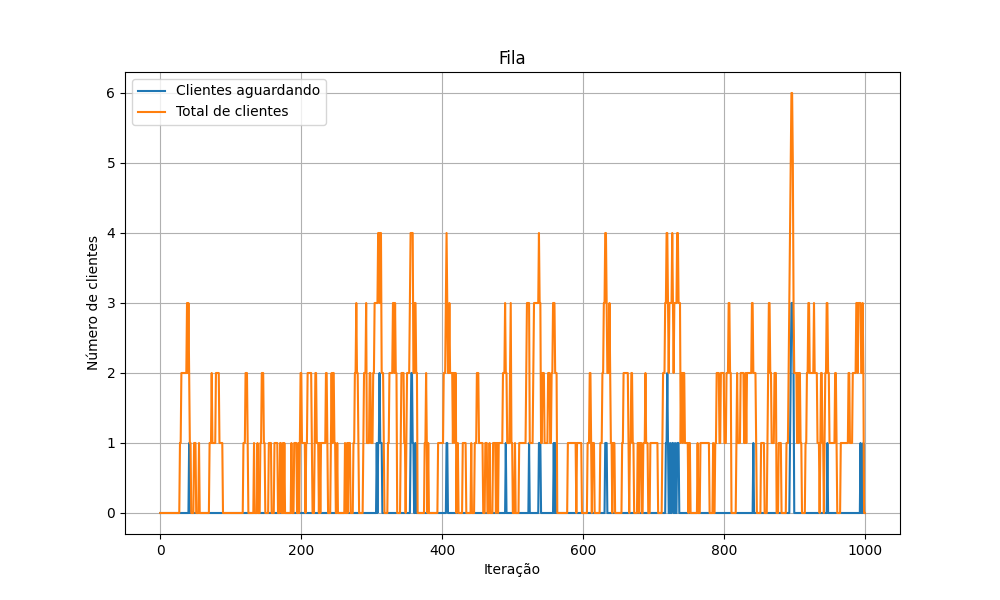 Fila
Clientes aguardando
Total de clientes
6
5
4
3
2
1
0
Número de clientes
0 200 400 600 800 1000
Iteração